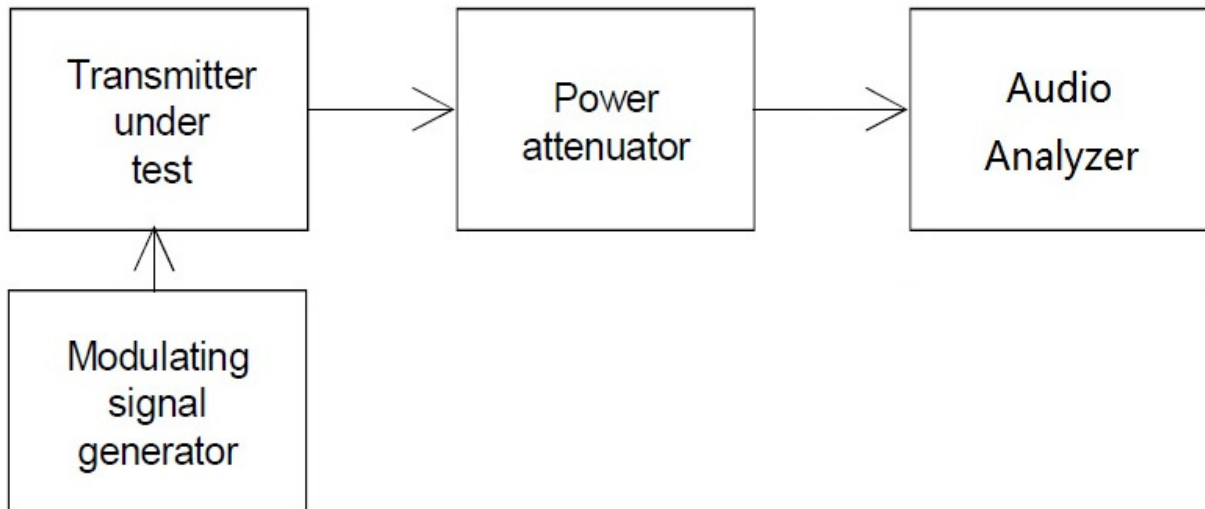 Transmitter
under
test
Power
attenuator
Audio
Analyzer
Modulating
signal
generator